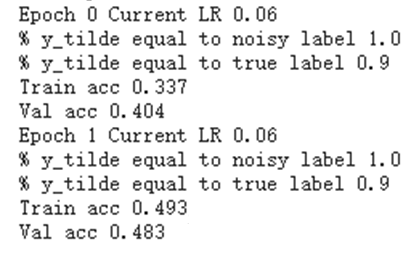 Epoch 0 Current LR 0.06
% y_tilde equal to noisy label 1.0
% y_tilde equal to true label 0.9
Train acc 0.337
Val acc 0.404
Epoch 1 Current LR 0.06
% y_tilde equal to noisy label 1.0
% y_tilde equal to true label 0.9
Train acc 0.493
Val acc 0.483